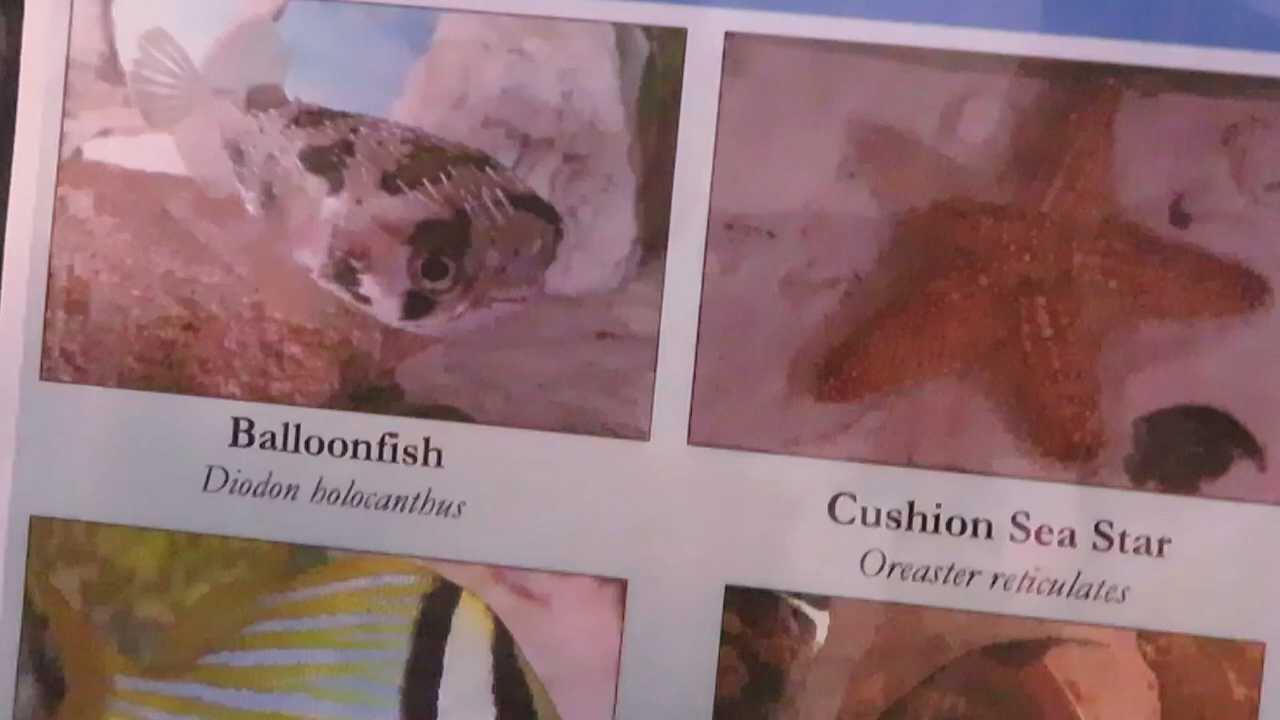 Balloonfish
Diodon holocanthus
Cushion Sea Star
Oreaster reticulates